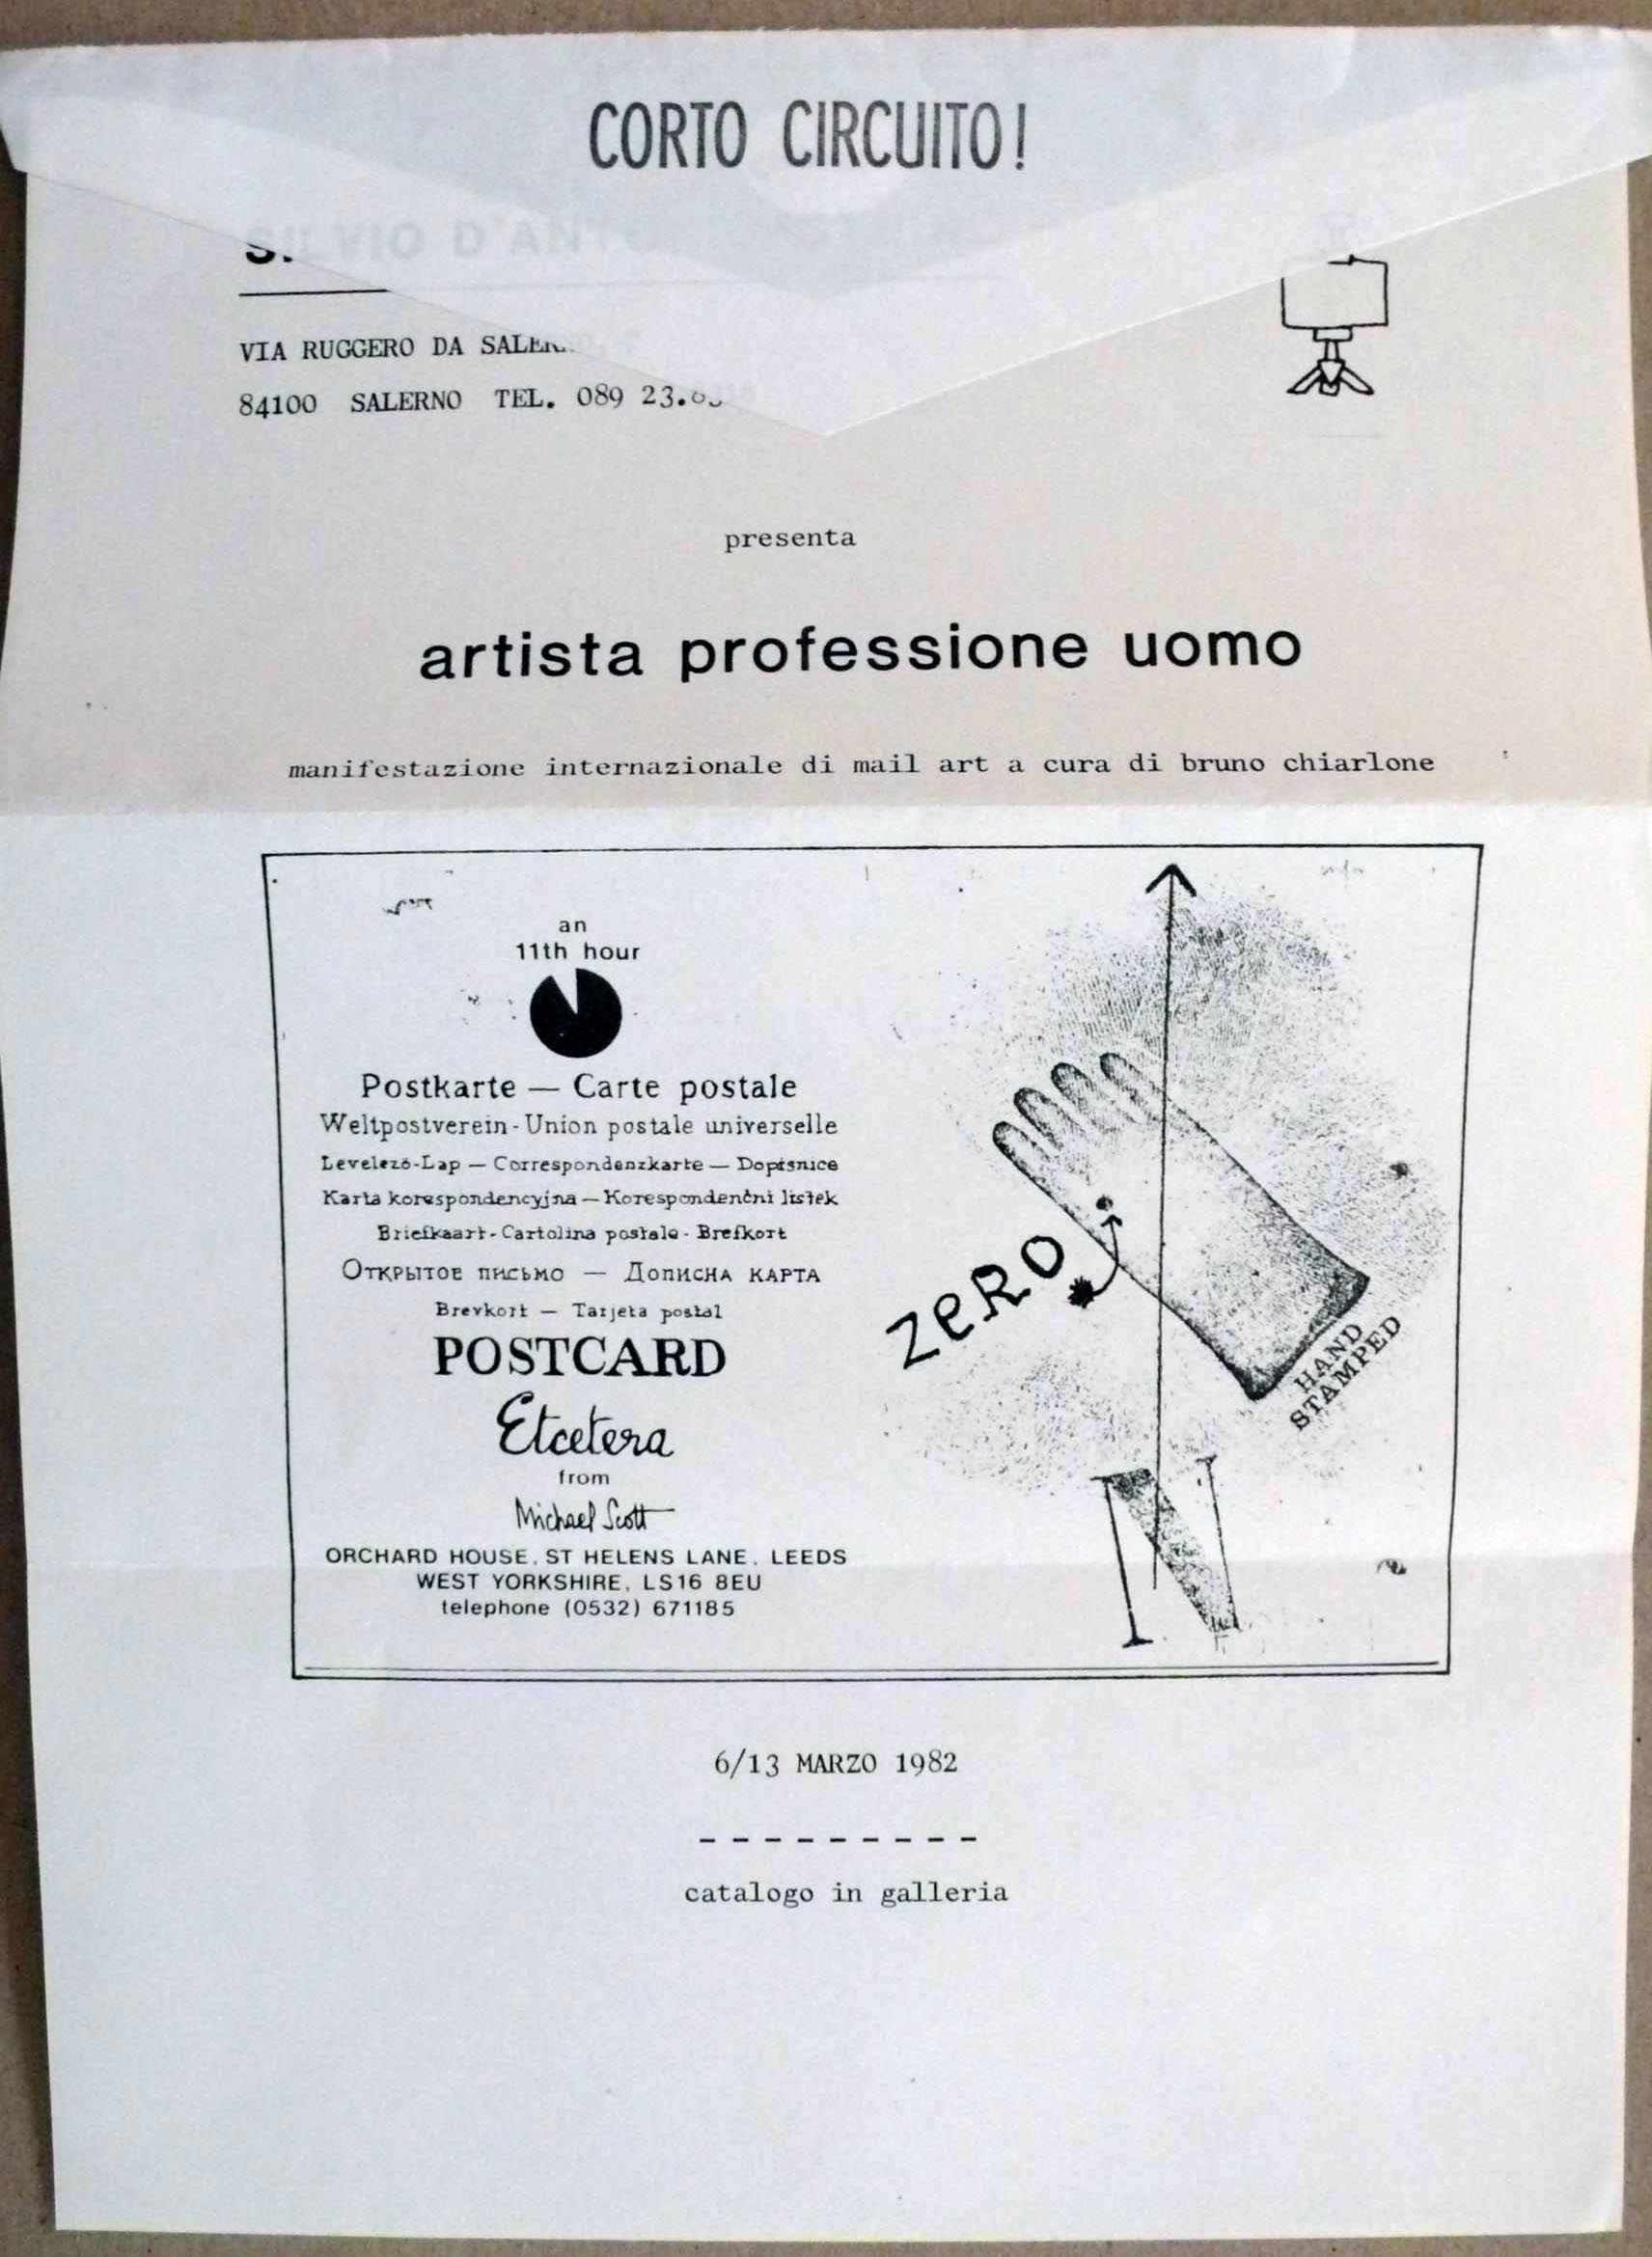 CORTO CIRCUITO!
SILVIO D'ANT
VIA RUGGERO DA
84100 SALERNO TEL. 089 23.
presenta
artista professione uomo
manifestazione internazionale di mail art a cura di bruno chiarlone
an
11th hour
Postkarte — Carte postale
Weltpostverein - Union postale universelle
Levelező-Lap — Correspondenzkarte — Dopisnice
Karta korespondencyjna — Korespondenční lístek
Briefkaart - Cartolina postale - Brefkort
Открытое письмо — Дописна карта
Brevkort — Tarjeta postal
POSTCARD
Etcetera
from
Michael Scott
ORCHARD HOUSE, ST HELENS LANE, LEEDS
WEST YORKSHIRE, LS16 8EU
telephone (0532) 671185
ZeRO
HAND
STAMPED
6/13 MARZO 1982
catalogo in galleria